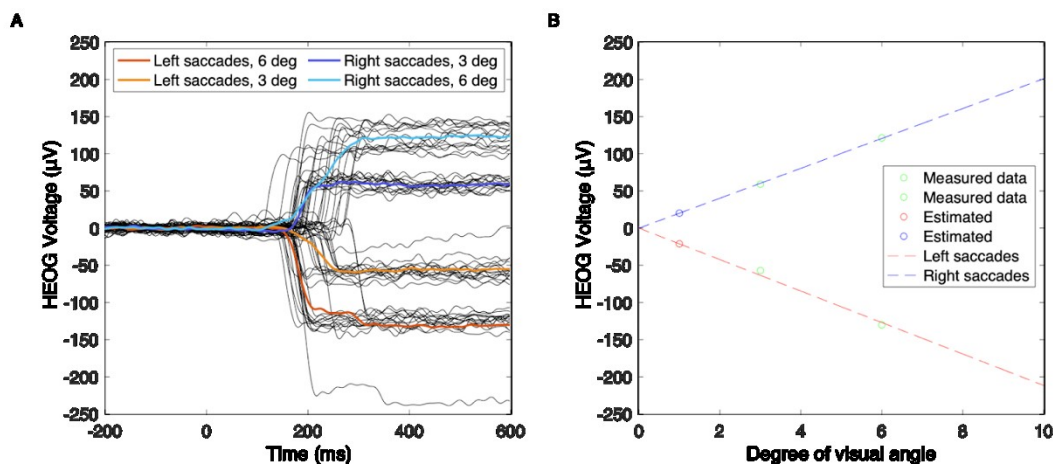 A
250
200
150
100
50
0
-50
-100
-150
-200
-250
HEOG Voltage (µV)
Left saccades, 6 deg
Left saccades, 3 deg
Right saccades, 3 deg
Right saccades, 6 deg
-200
0
200
400
600
Time (ms)
B
250
200
150
100
50
0
-50
-100
-150
-200
-250
HEOG Voltage (µV)
Measured data
Measured data
Estimated
Estimated
Left saccades
Right saccades
0
2
4
6
8
10
Degree of visual angle